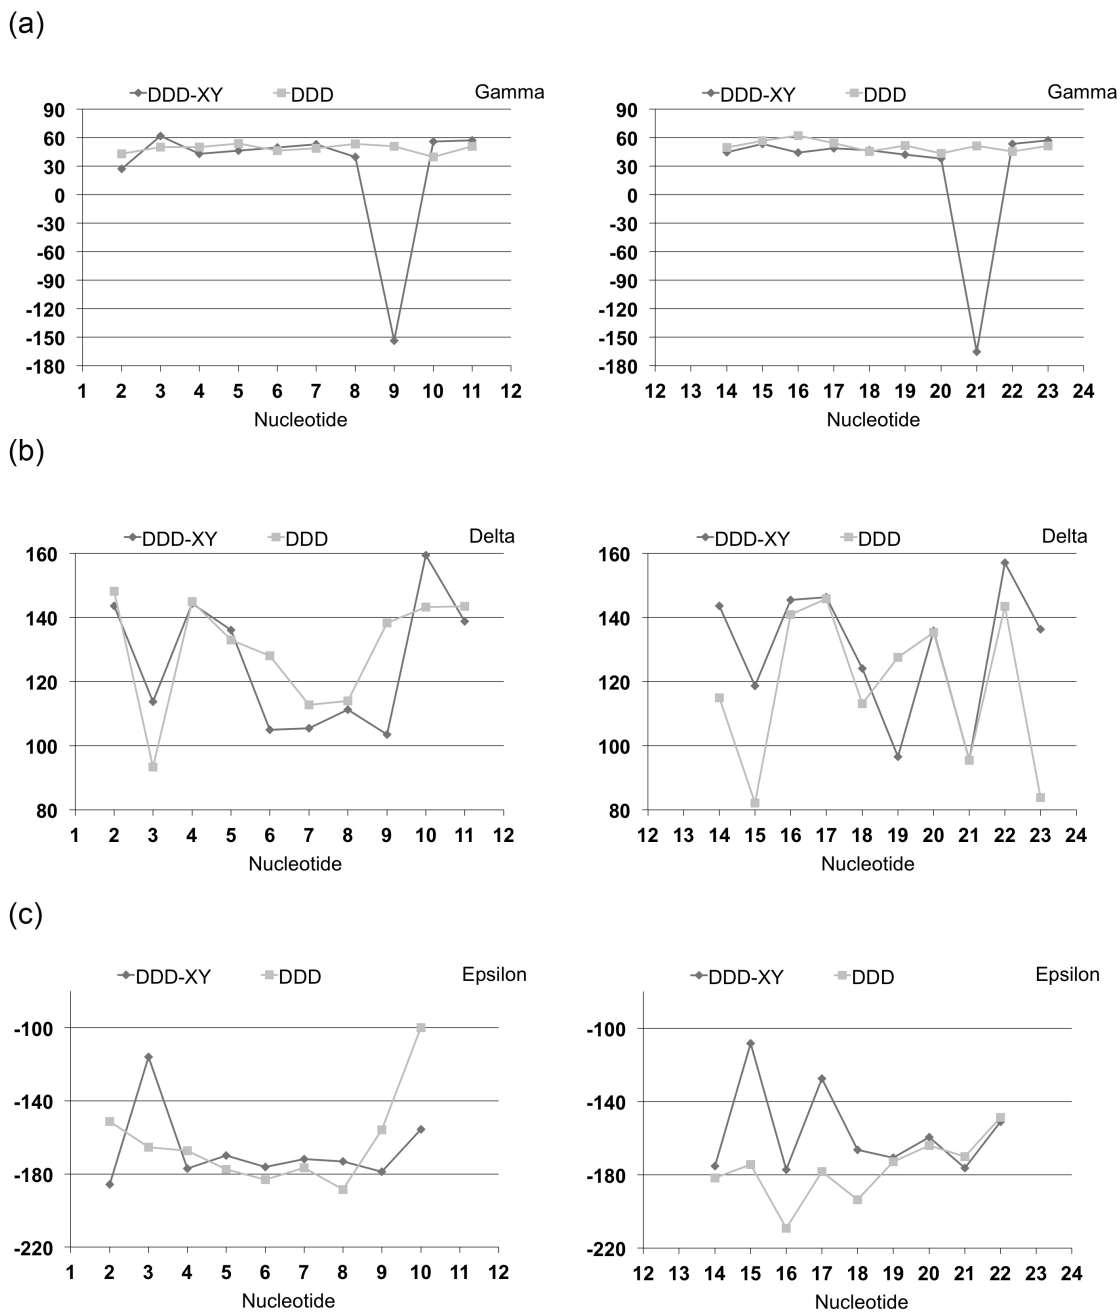 (a)
DDD-XY DDD Gamma
90
60
30
0
-30
-60
-90
-120
-150
-180
1 2 3 4 5 6 7 8 9 10 11 12
Nucleotide
DDD-XY DDD Gamma
90
60
30
0
-30
-60
-90
-120
-150
-180
12 13 14 15 16 17 18 19 20 21 22 23 24
Nucleotide
(b)
DDD-XY DDD Delta
160
140
120
100
80
1 2 3 4 5 6 7 8 9 10 11 12
Nucleotide
DDD-XY DDD Delta
160
140
120
100
80
12 13 14 15 16 17 18 19 20 21 22 23 24
Nucleotide
(c)
DDD-XY DDD Epsilon
-100
-140
-180
-220
1 2 3 4 5 6 7 8 9 10 11 12
Nucleotide
DDD-XY DDD Epsilon
-100
-140
-180
-220
12 13 14 15 16 17 18 19 20 21 22 23 24
Nucleotide